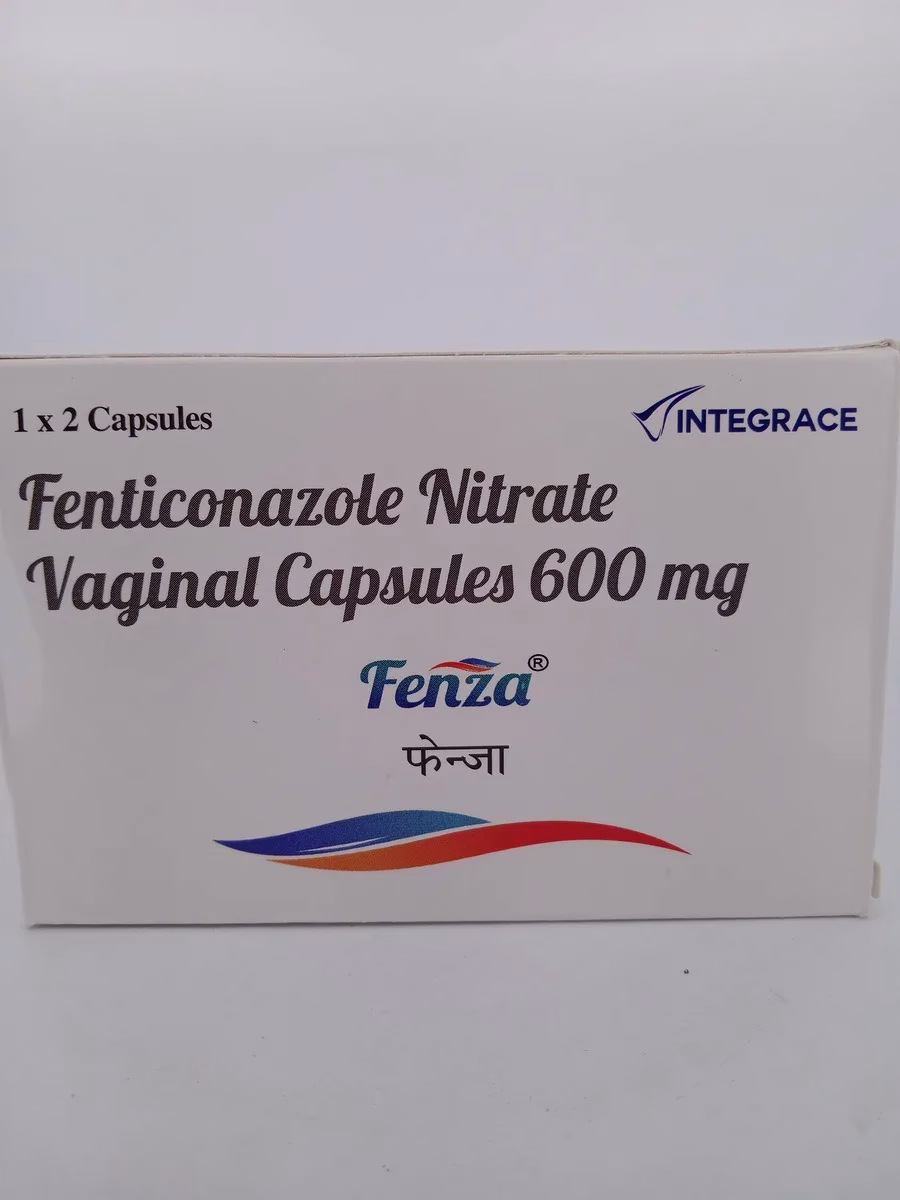 1 x 2 Capsules
INTEGRACE
Fenticonazole Nitrate
Vaginal Capsules 600 mg
Fenza®
फेन्जा